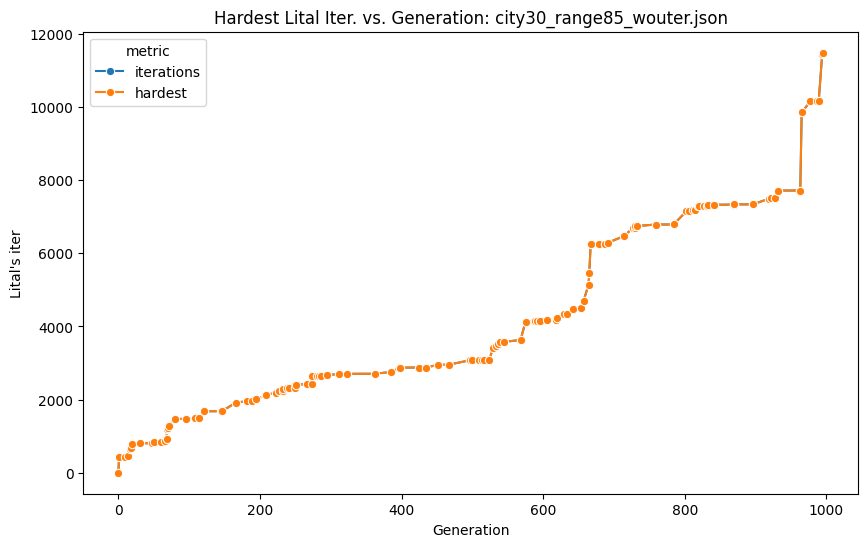 Hardest Lital Iter. vs. Generation: city30_range85_wouter.json
metric
iterations
hardest
12000
10000
8000
6000
4000
2000
0
Lital's iter
0 200 400 600 800 1000
Generation